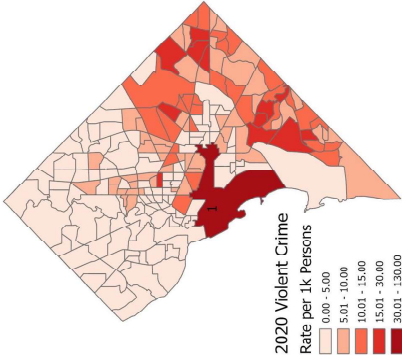 1
2020 Violent Crime
Rate per 1k Persons
0.00 - 5.00
5.01 - 10.00
10.01 - 15.00
15.01 - 30.00
30.01 - 130.00